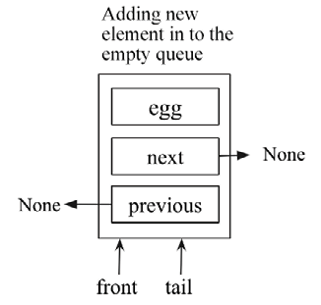 Adding new
element in to the
empty queue
egg
next
None
None
previous
front
tail